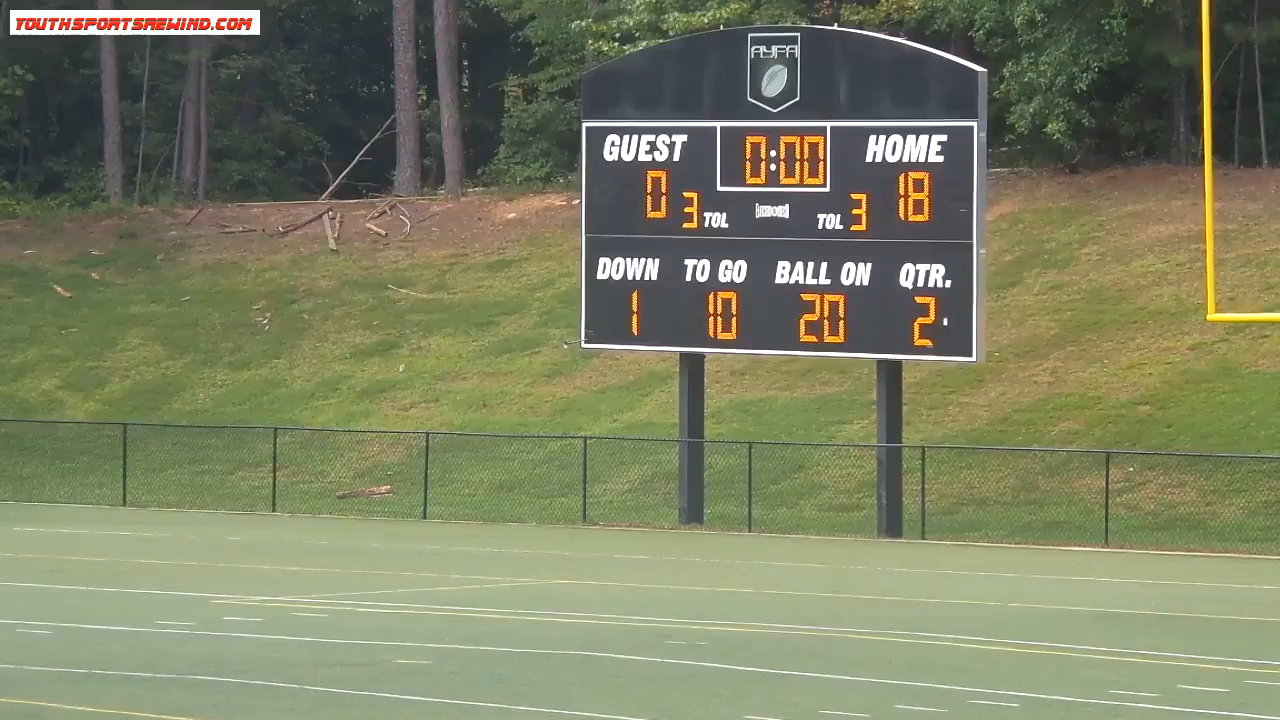 YOUTHSPORTSREWIND.COM
AYFA
GUEST 0:00 HOME
0 3 TOL TOL 3 18
DOWN TO GO BALL ON QTR.
1 10 20 2